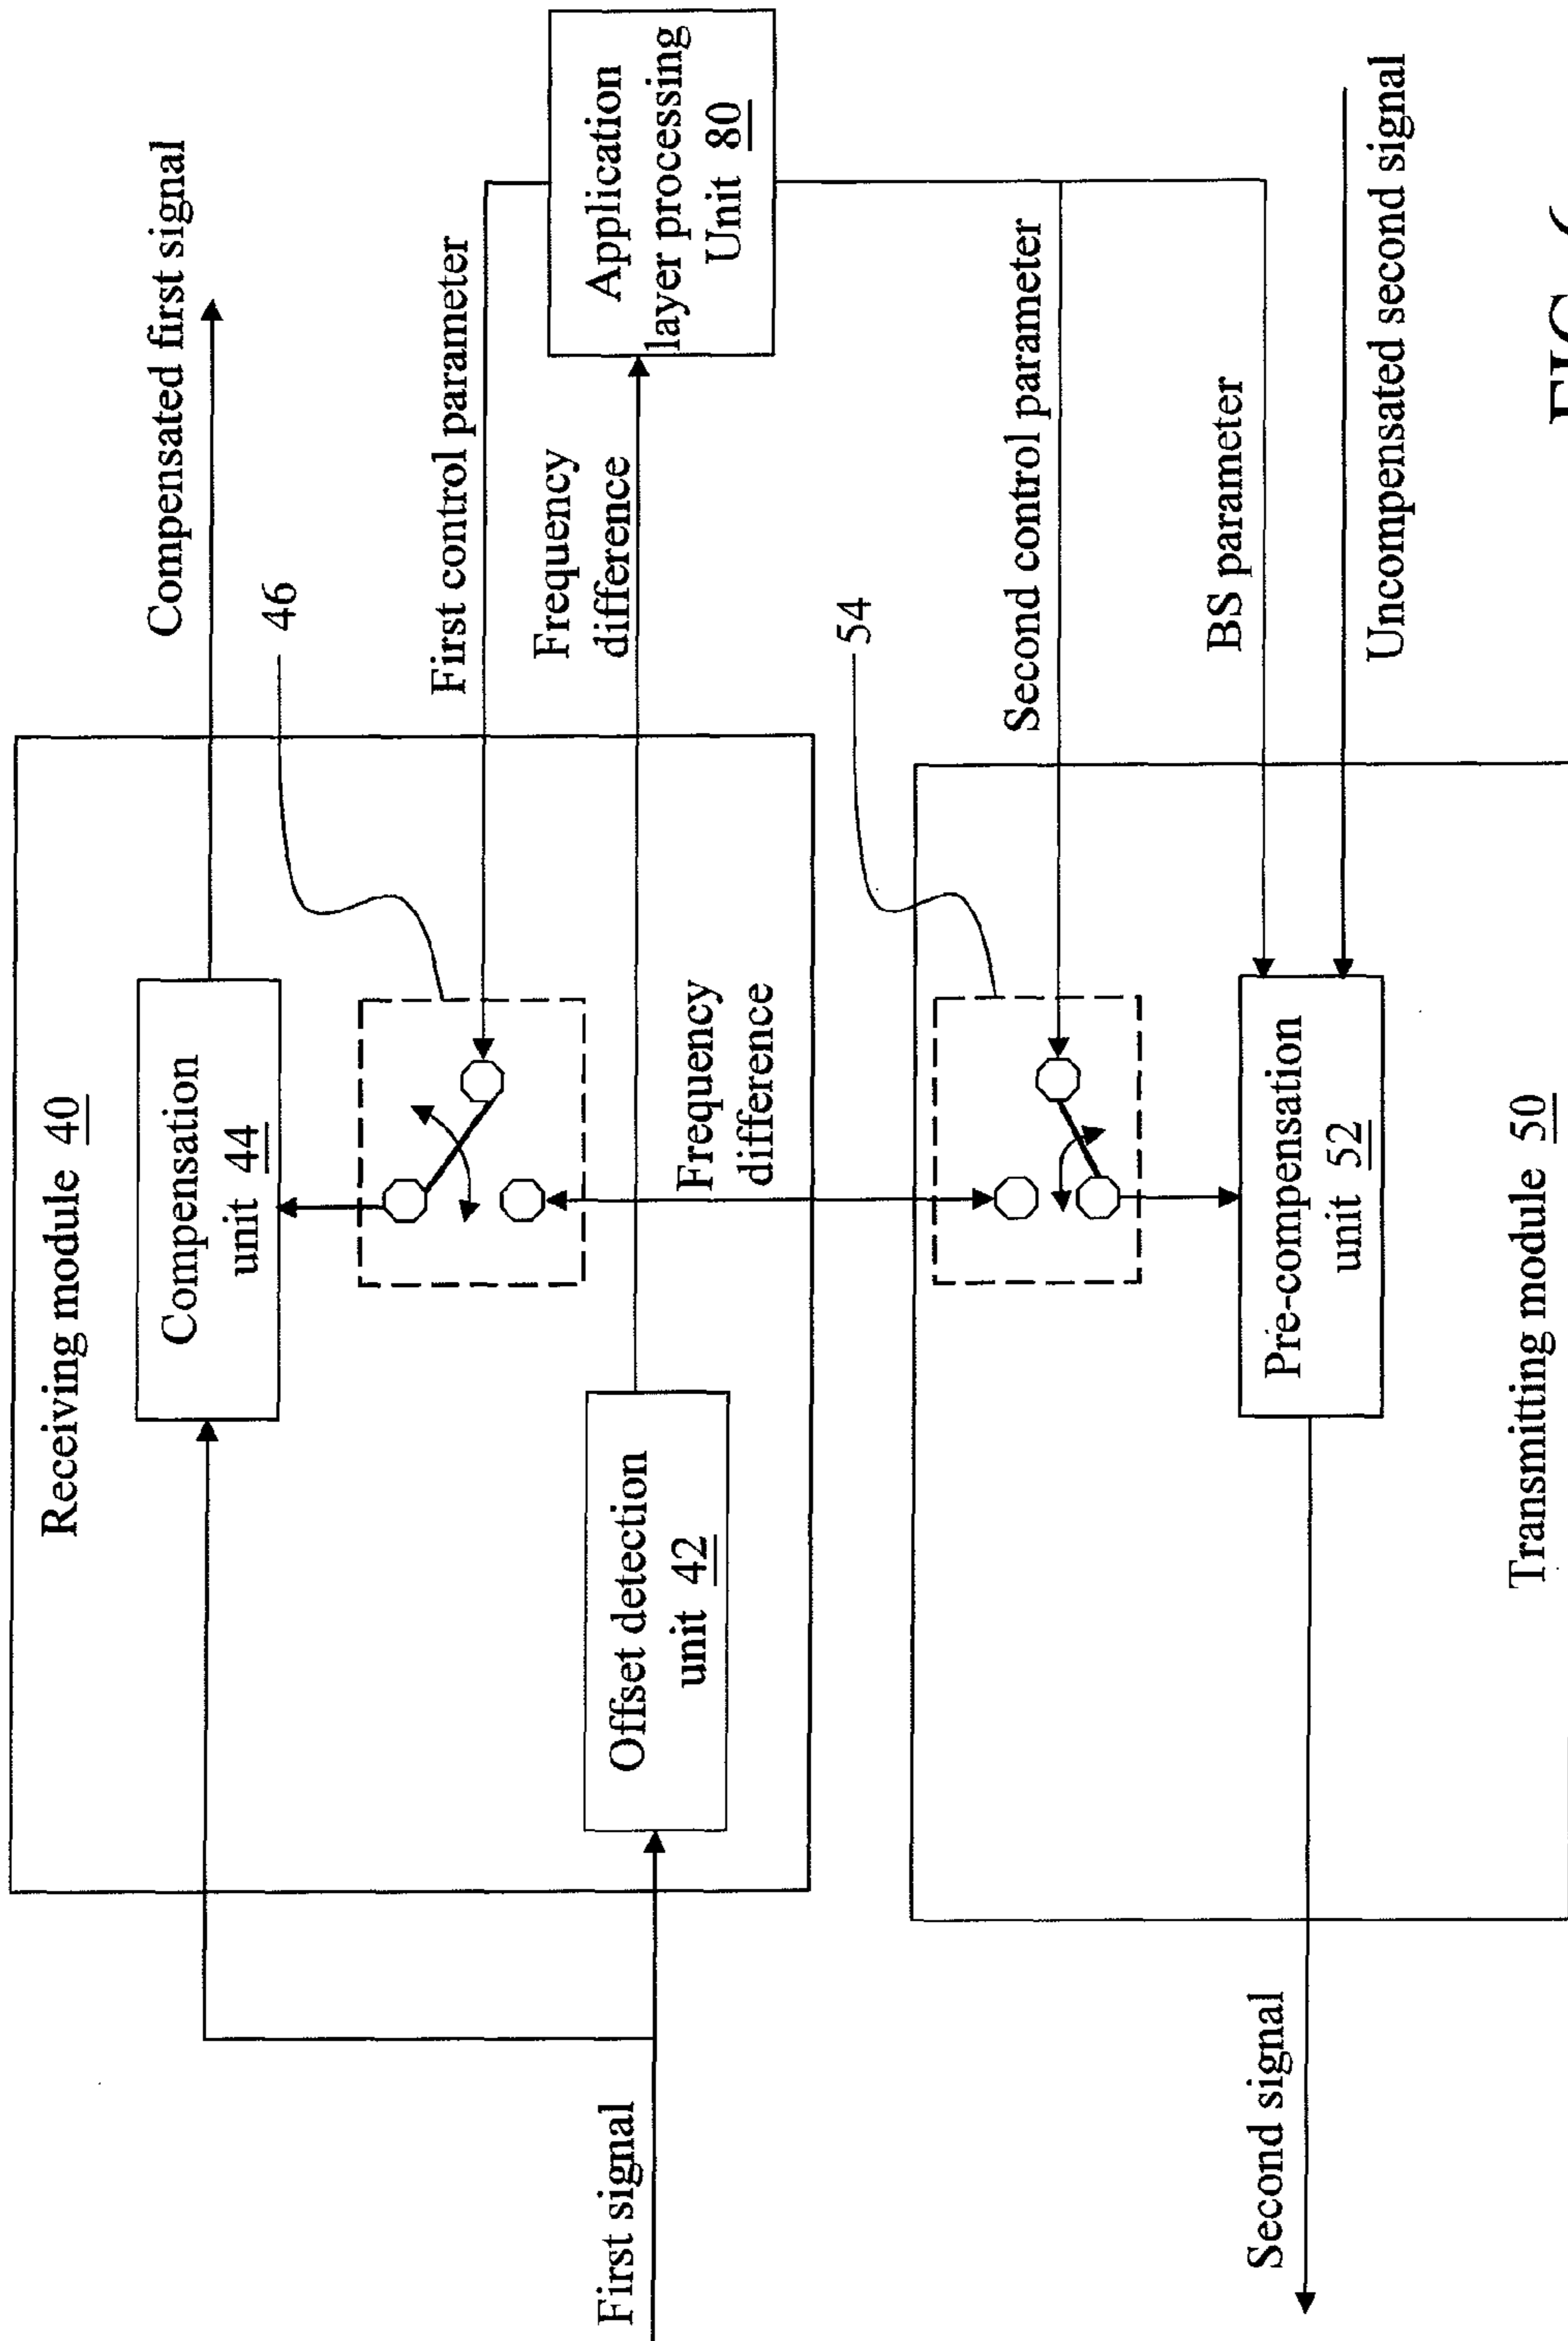 Receiving module 40
Compensation
unit 44
Compensated first signal
46
First control parameter
Frequency
difference
Application
layer processing
Unit 80
Offset detection
unit 42
First signal
Frequency
difference
54
Second control parameter
BS parameter
Pre-compensation
unit 52
Uncompensated second signal
Second signal
Transmitting module 50